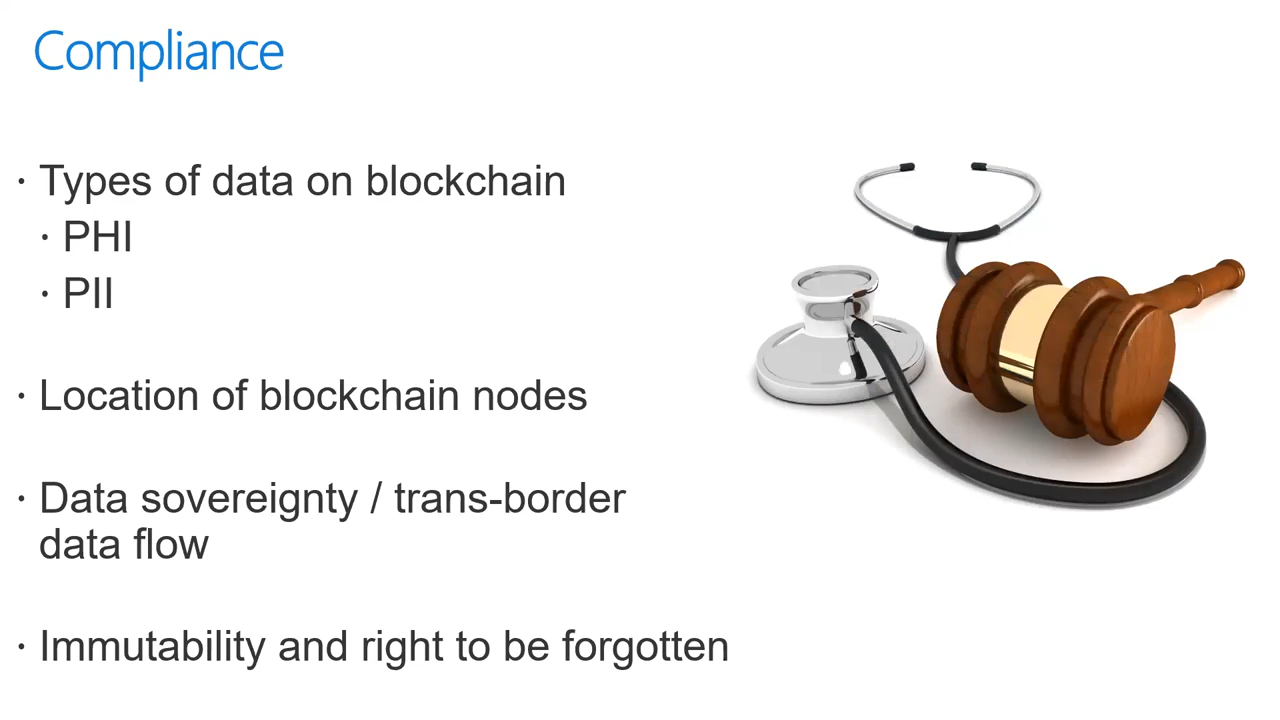 Compliance
· Types of data on blockchain
· PHI
· PII
· Location of blockchain nodes
· Data sovereignty / trans-border
data flow
· Immutability and right to be forgotten